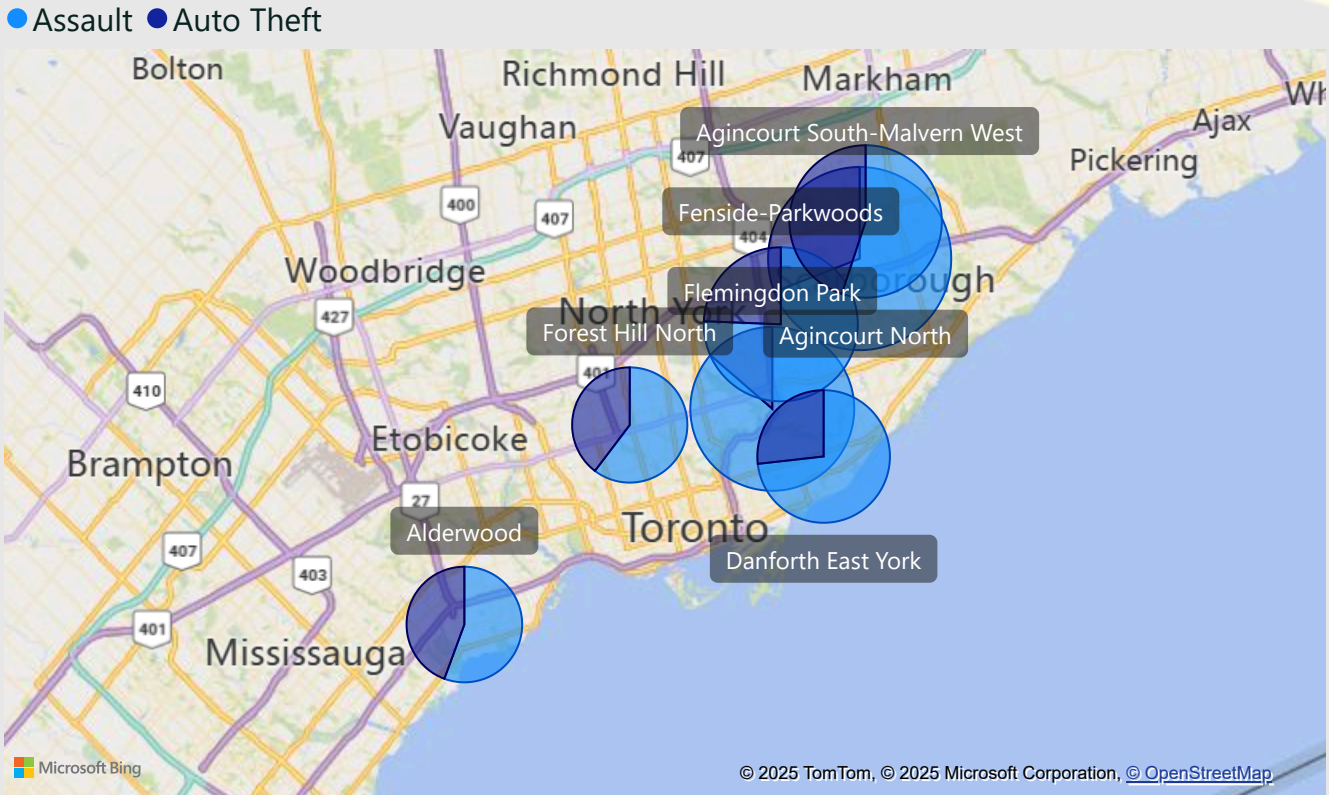 Assault Auto Theft
Bolton
Richmond Hill
Markham
Wh
Ajax
Vaughan
Agincourt South-Malvern West
407
Pickering
400
407
Fenside-Parkwoods
404
Woodbridge
Flemingdon Park
427
North York
Forest Hill North
Agincourt North
401
410
Etobicoke
Brampton
27
Alderwood
Toronto
407
Danforth East York
403
401
Mississauga
Microsoft Bing
© 2025 TomTom, © 2025 Microsoft Corporation, © OpenStreetMap